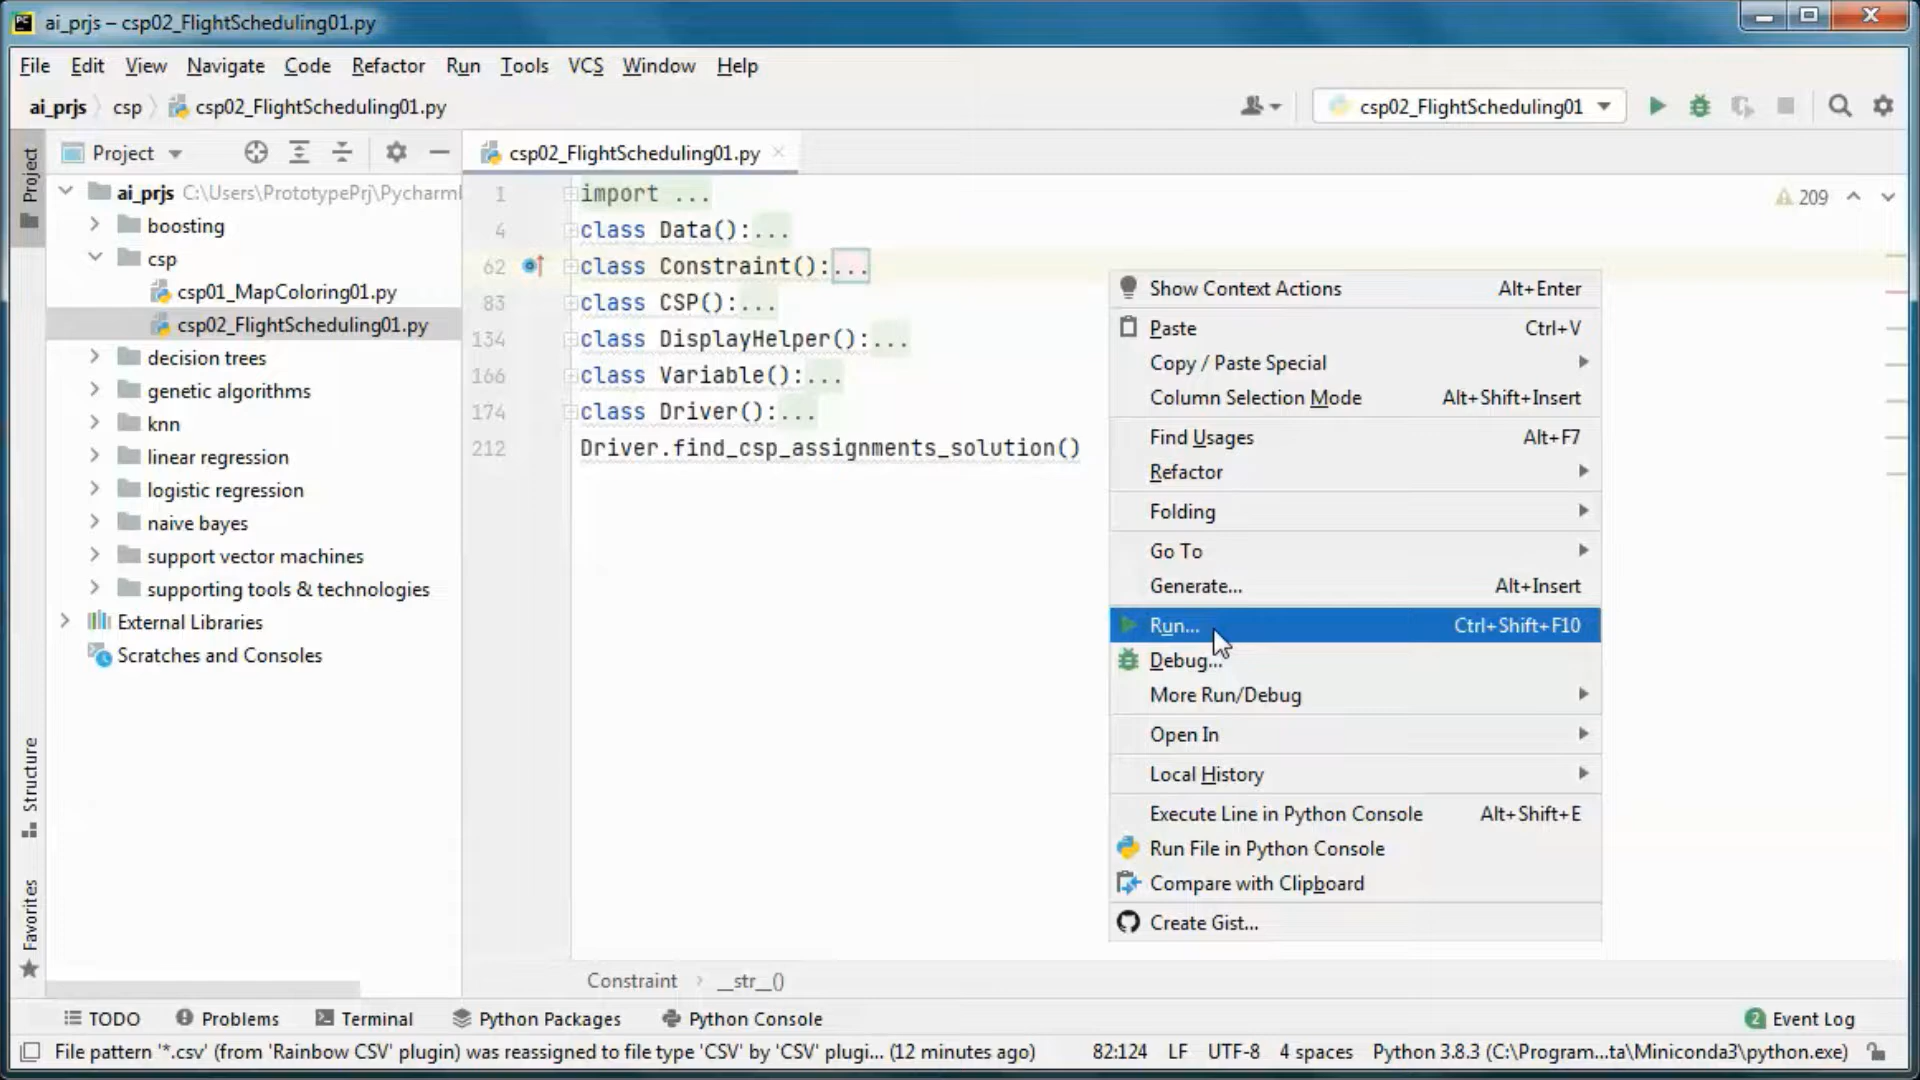 ai_prjs – csp02_FlightScheduling01.py
File Edit View Navigate Code Refactor Run Tools VCS Window Help
ai_prjs csp csp02_FlightScheduling01.py
csp02_FlightScheduling01
Project
Project
ai_prjs C:\Users\PrototypePrj\Pycharm
boosting
csp
csp01_MapColoring01.py
csp02_FlightScheduling01.py
decision trees
genetic algorithms
knn
linear regression
logistic regression
naive bayes
support vector machines
supporting tools & technologies
External Libraries
Scratches and Consoles
Structure
Favorites
csp02_FlightScheduling01.py
209
1 import ...
4 class Data():...
62 class Constraint():...
83 class CSP():...
134 class DisplayHelper():...
166 class Variable():...
174 class Driver():...
212 Driver.find_csp_assignments_solution()
Show Context Actions Alt+Enter
Paste Ctrl+V
Copy / Paste Special
Column Selection Mode Alt+Shift+Insert
Find Usages Alt+F7
Refactor
Folding
Go To
Generate... Alt+Insert
Run... Ctrl+Shift+F10
Debug...
More Run/Debug
Open In
Local History
Execute Line in Python Console Alt+Shift+E
Run File in Python Console
Compare with Clipboard
Create Gist...
Constraint __str__()
TODO Problems Terminal Python Packages Python Console 2 Event Log
File pattern '*.csv' (from 'Rainbow CSV' plugin) was reassigned to file type 'CSV' by 'CSV' plugi... (12 minutes ago) 82:124 LF UTF-8 4 spaces Python 3.8.3 (C:\Program...ta\Miniconda3\python.exe)